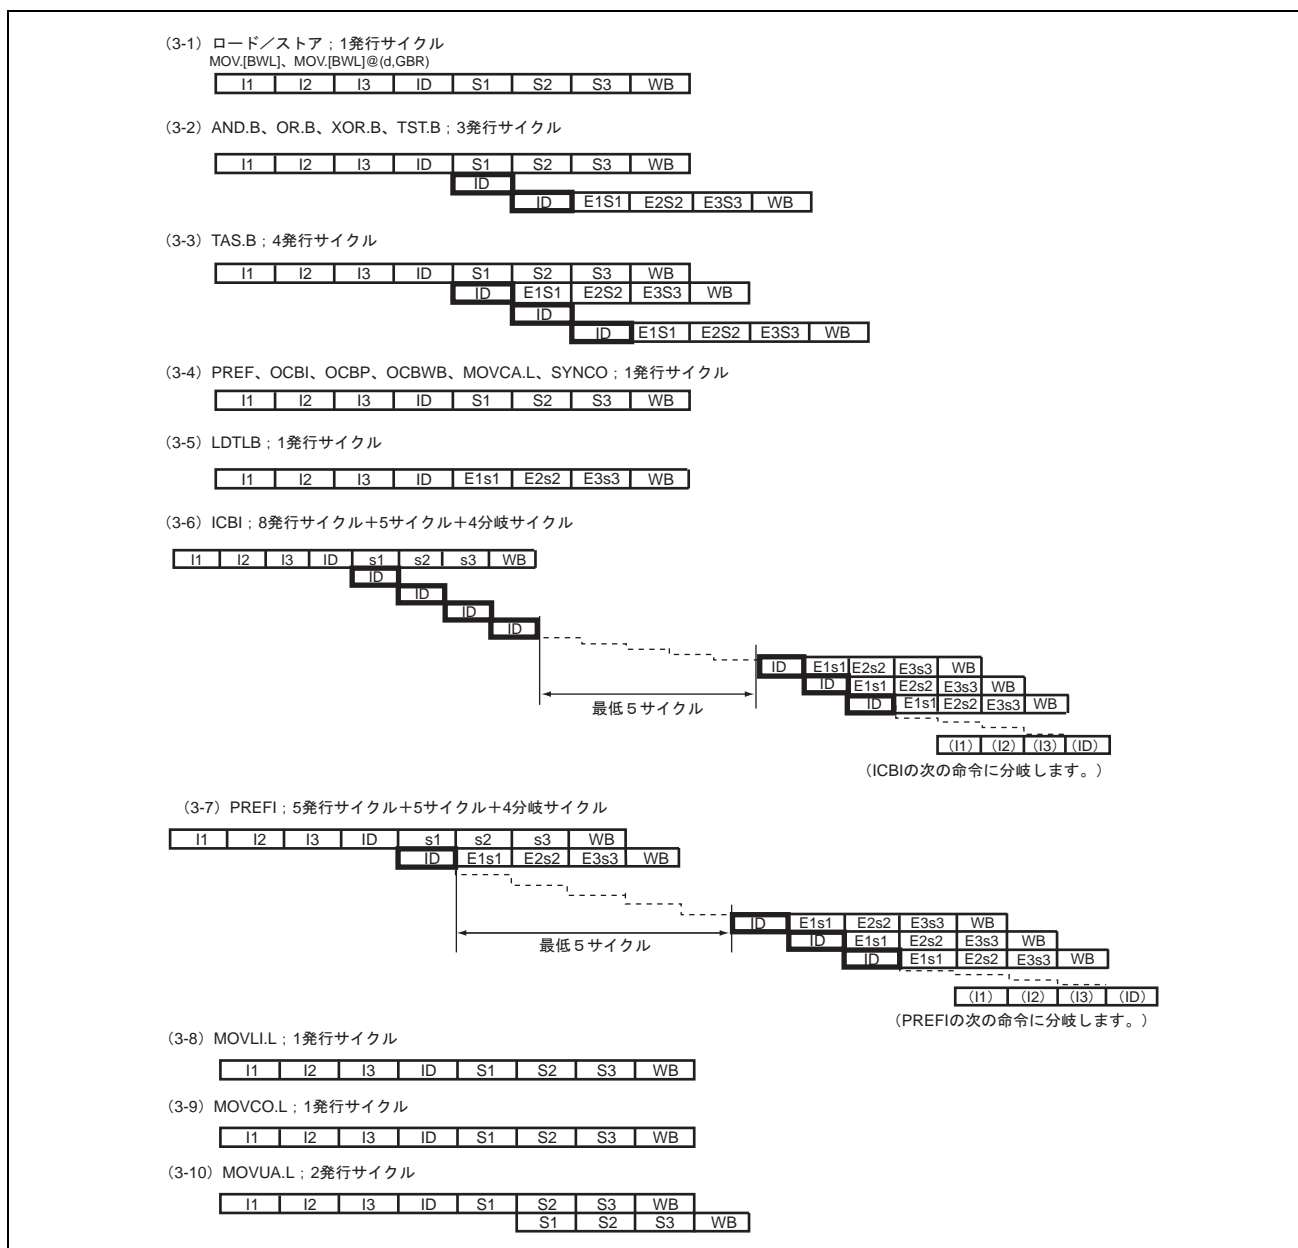 (3-1) ロード/ストア;1発行サイクル
MOV.[BWL]、MOV.[BWL]@(d,GBR)
I1 I2 I3 ID S1 S2 S3 WB
(3-2) AND.B、OR.B、XOR.B、TST.B;3発行サイクル
I1 I2 I3 ID S1 S2 S3 WB
ID
ID E1S1 E2S2 E3S3 WB
(3-3) TAS.B;4発行サイクル
I1 I2 I3 ID S1 S2 S3 WB
ID E1S1 E2S2 E3S3 WB
ID
ID E1S1 E2S2 E3S3 WB
(3-4) PREF、OCBI、OCBP、OCBWB、MOVCA.L、SYNCO;1発行サイクル
I1 I2 I3 ID S1 S2 S3 WB
(3-5) LDTLB;1発行サイクル
I1 I2 I3 ID E1s1 E2s2 E3s3 WB
(3-6) ICBI;8発行サイクル+5サイクル+4分岐サイクル
I1 I2 I3 ID s1 s2 s3 WB
ID
ID
ID
ID
ID E1s1 E2s2 E3s3 WB
ID E1s1 E2s2 E3s3 WB
ID E1s1 E2s2 E3s3 WB
最低5サイクル
(I1) (I2) (I3) (ID)
(ICBIの次の命令に分岐します。)
(3-7) PREFI;5発行サイクル+5サイクル+4分岐サイクル
I1 I2 I3 ID s1 s2 s3 WB
ID E1s1 E2s2 E3s3 WB
ID E1s1 E2s2 E3s3 WB
ID E1s1 E2s2 E3s3 WB
最低5サイクル
ID E1s1 E2s2 E3s3 WB
(I1) (I2) (I3) (ID)
(PREFIの次の命令に分岐します。)
(3-8) MOVLI.L;1発行サイクル
I1 I2 I3 ID S1 S2 S3 WB
(3-9) MOVCO.L;1発行サイクル
I1 I2 I3 ID S1 S2 S3 WB
(3-10) MOVUA.L;2発行サイクル
I1 I2 I3 ID S1 S2 S3 WB
S1 S2 S3 WB